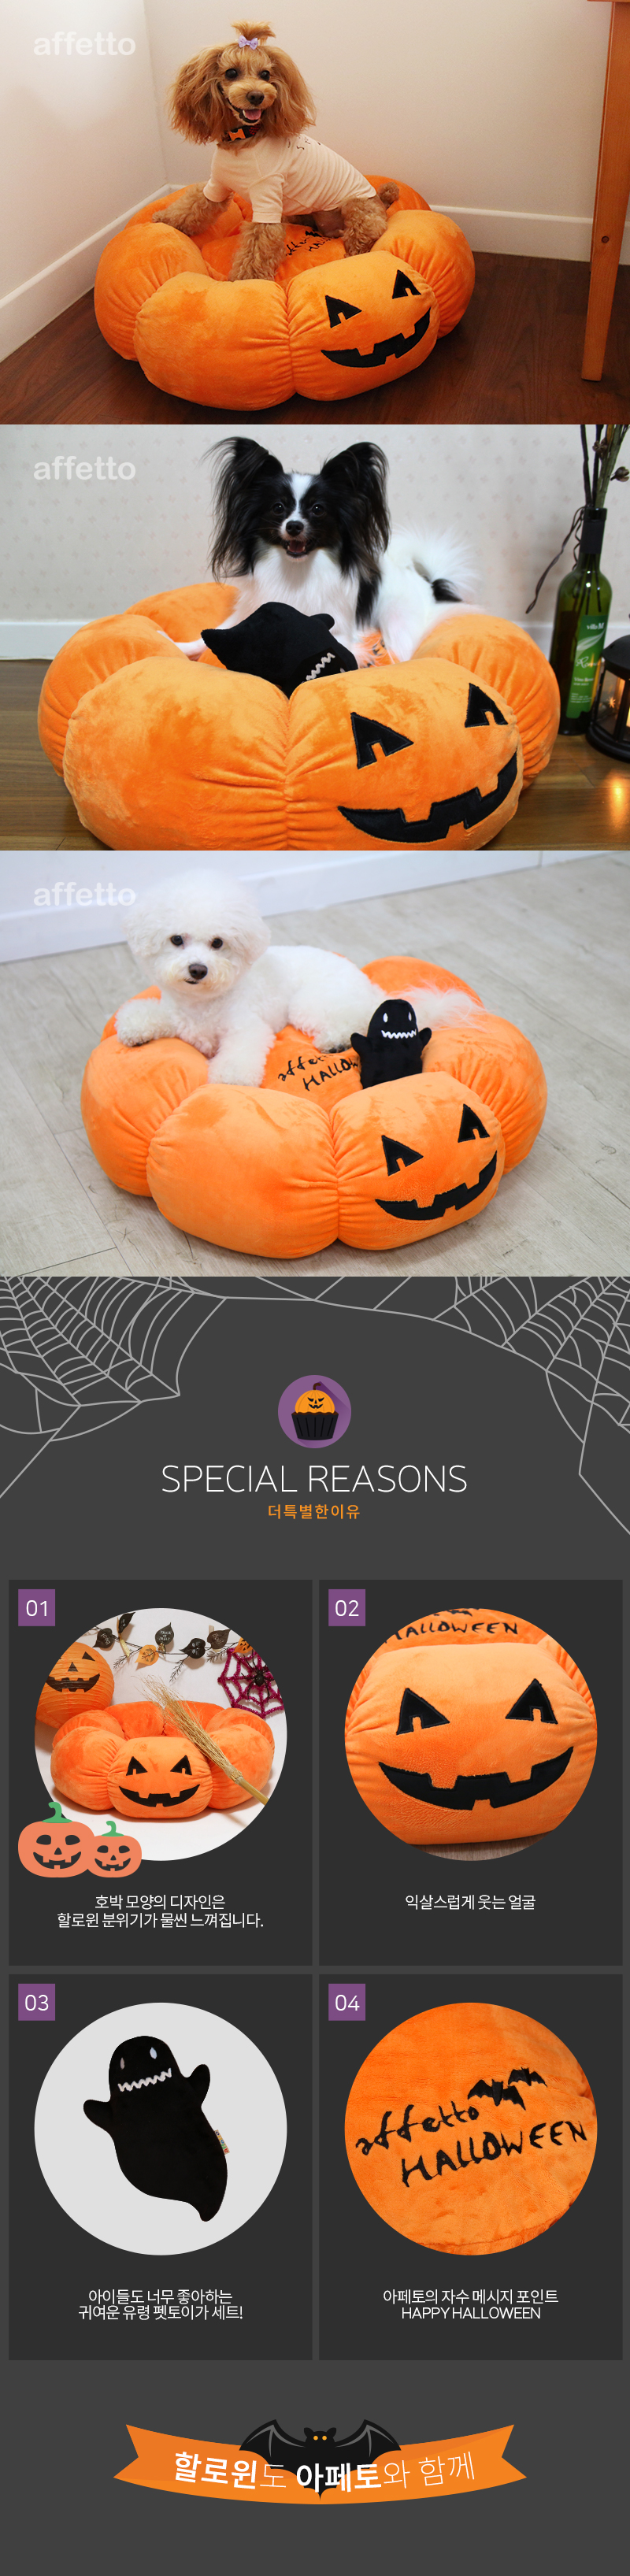 affetto
affetto
affetto
affetto
HALLOW
SPECIAL REASONS
더특별한이유
01
02
HALLOWEEN
호박 모양의 디자인은
할로윈 분위기가 물씬 느껴집니다.
익살스럽게 웃는 얼굴
03
04
affetto
HALLOWEEN
아이들도 너무 좋아하는
귀여운 유령 펫토이가 세트!
아페토의 자수 메시지 포인트
HAPPY HALLOWEEN
할로윈도 아페토와 함께